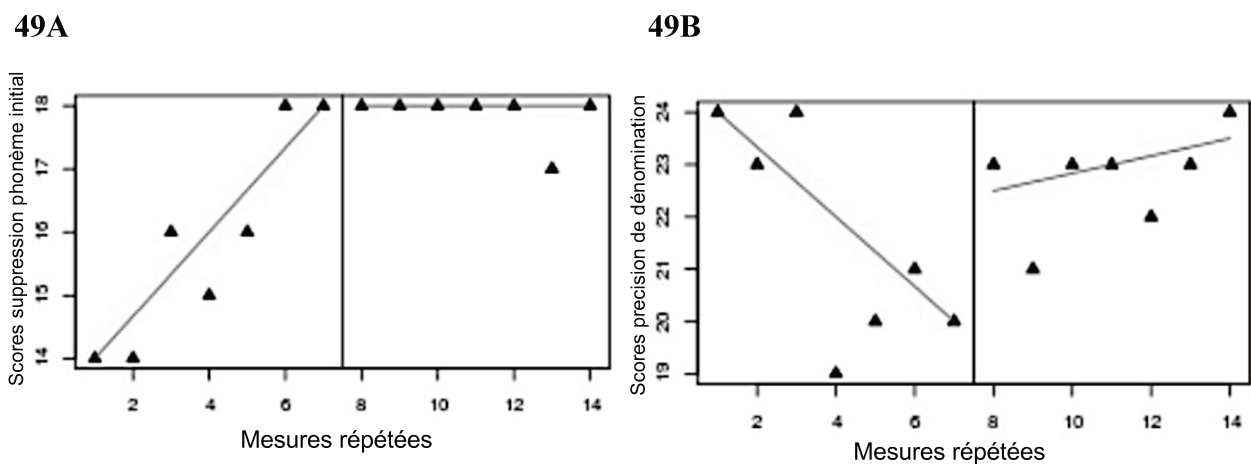 49A
Scores suppression phonème initial
18
17
16
15
14
2 4 6 8 10 12 14
Mesures répétées
49B
Scores precision de dénomination
24
23
22
21
20
19
2 4 6 8 10 12 14
Mesures répétées